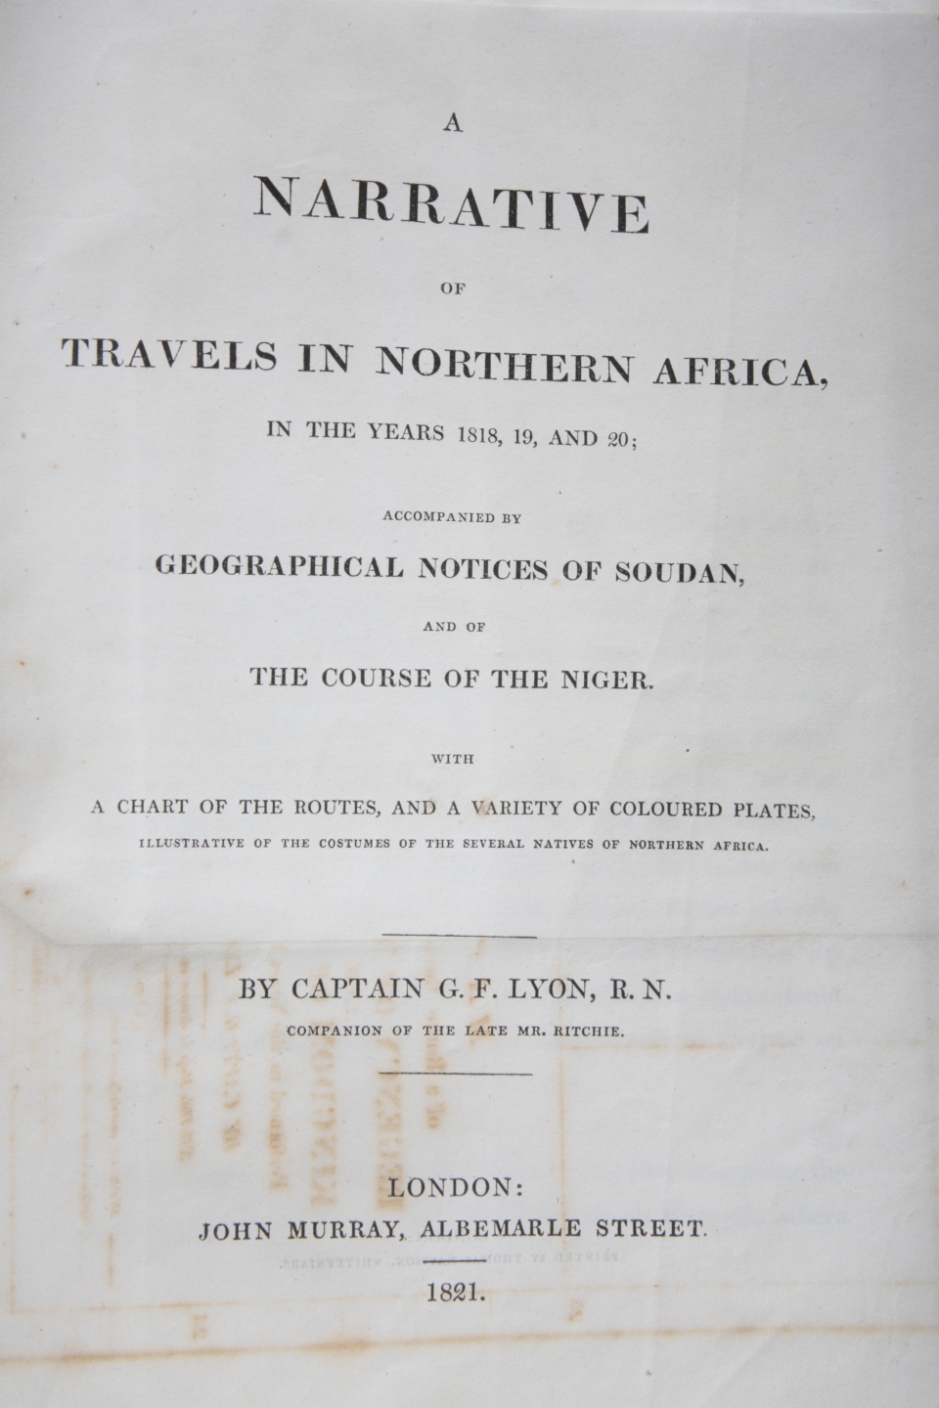 A
NARRATIVE
OF
TRAVELS IN NORTHERN AFRICA,
IN THE YEARS 1818, 19, AND 20;
ACCOMPANIED BY
GEOGRAPHICAL NOTICES OF SOUDAN,
AND OF
THE COURSE OF THE NIGER.
WITH
A CHART OF THE ROUTES, AND A VARIETY OF COLOURED PLATES,
ILLUSTRATIVE OF THE COSTUMES OF THE SEVERAL NATIVES OF NORTHERN AFRICA.
BY CAPTAIN G. F. LYON, R. N.
COMPANION OF THE LATE MR. RITCHIE.
LONDON:
JOHN MURRAY, ALBEMARLE STREET.
1821.